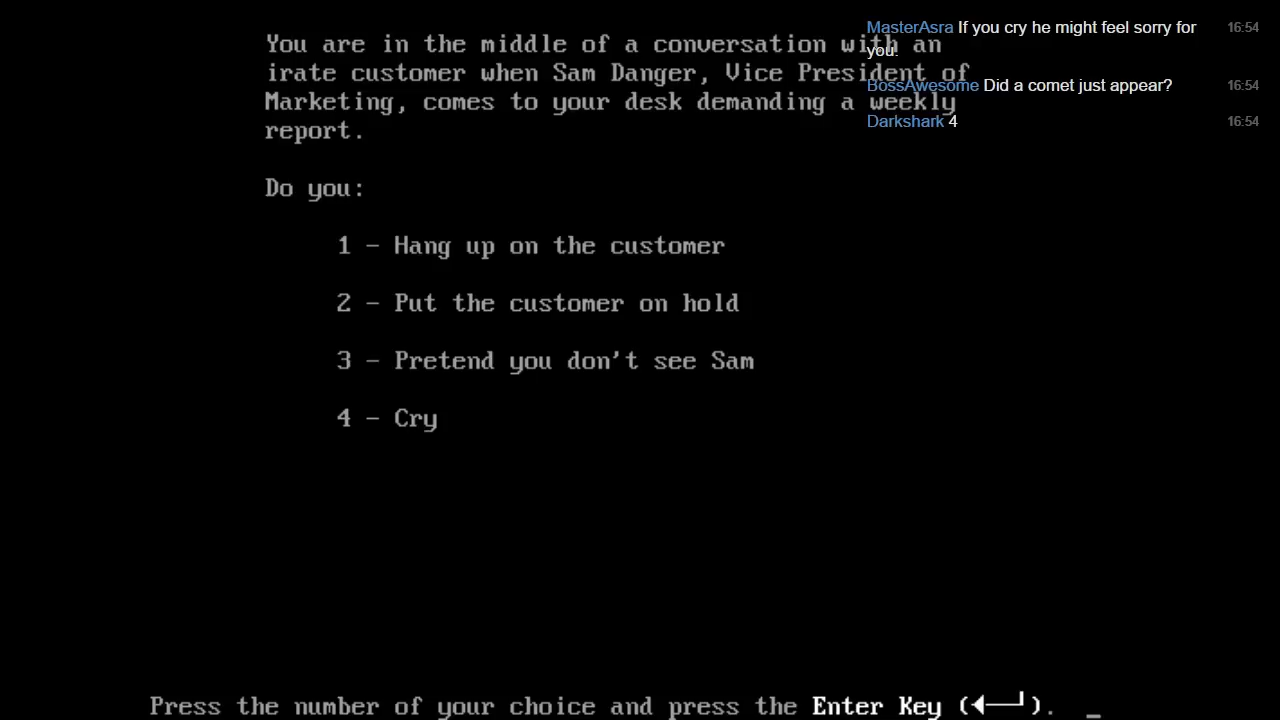 You are in the middle of a conversation with an
irate customer when Sam Danger, Vice President of
Marketing, comes to your desk demanding a weekly
report.
Do you:
1 - Hang up on the customer
2 - Put the customer on hold
3 - Pretend you don't see Sam
4 - Cry
Press the number of your choice and press the Enter Key (◄─┘). _
MasterAsra If you cry he might feel sorry for 16:54
you.
BossAwesome Did a comet just appear? 16:54
Darkshark 4 16:54